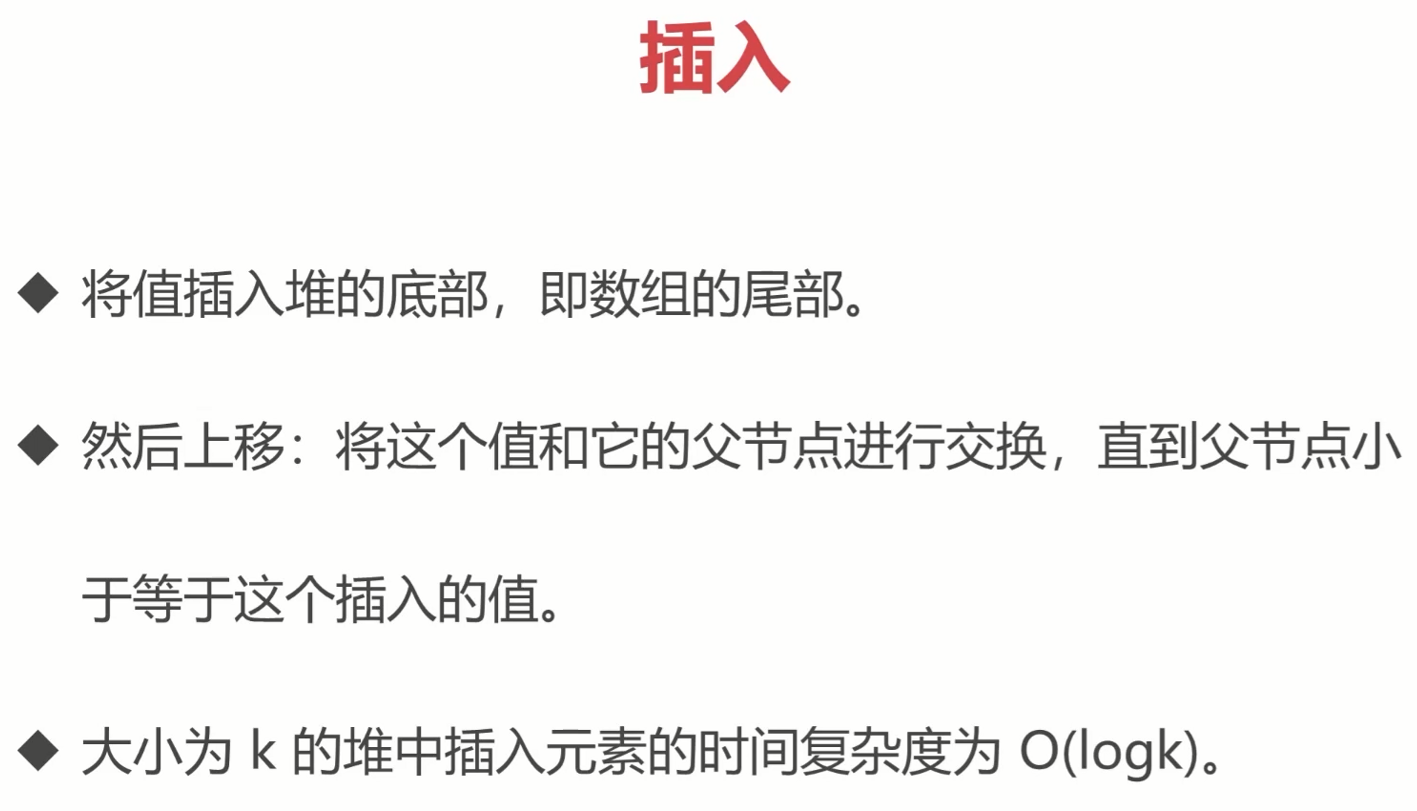 插入
◆ 将值插入堆的底部，即数组的尾部。
◆ 然后上移：将这个值和它的父节点进行交换，直到父节点小
于等于这个插入的值。
◆ 大小为 k 的堆中插入元素的时间复杂度为 O(logk)。